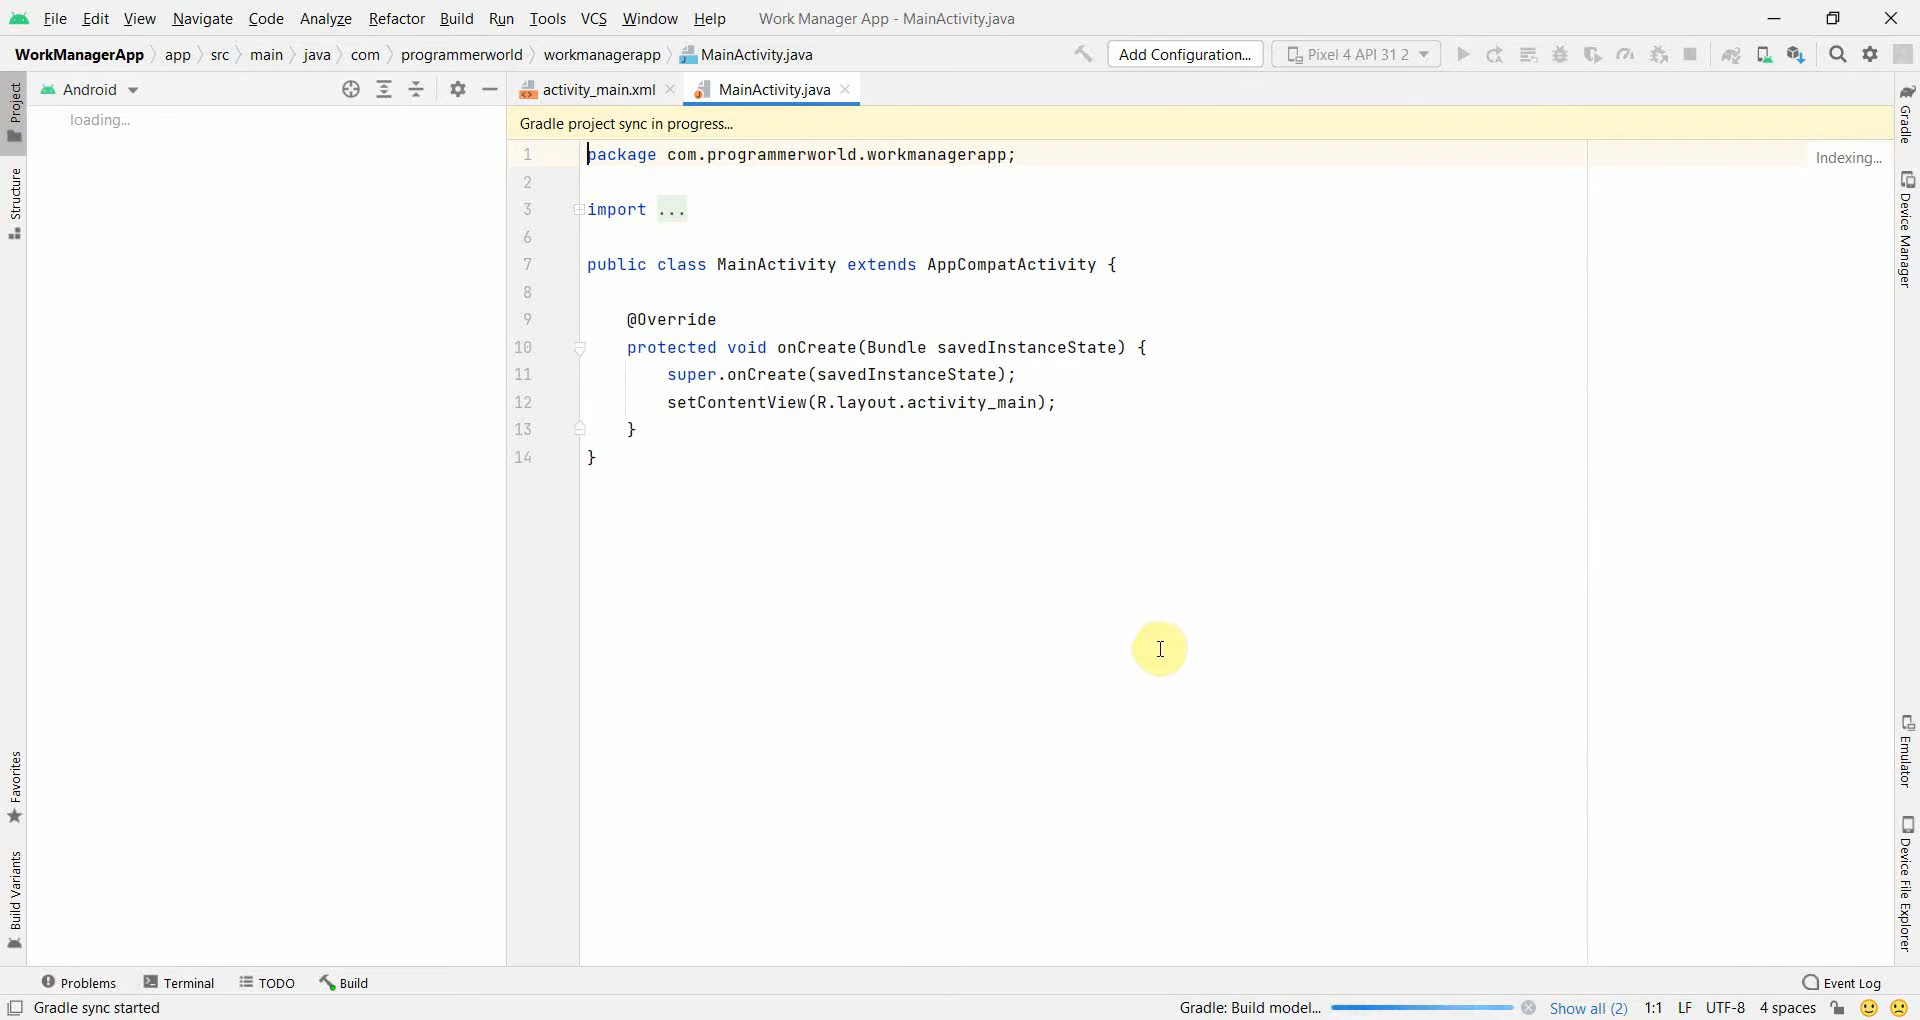 File Edit View Navigate Code Analyze Refactor Build Run Tools VCS Window Help Work Manager App - MainActivity.java
WorkManagerApp app src main java com programmerworld workmanagerapp MainActivity.java Add Configuration... Pixel 4 API 31 2
Project
Structure
Favorites
Build Variants
Android
loading...
activity_main.xml MainActivity.java
Gradle project sync in progress...
Indexing...
1 package com.programmerworld.workmanagerapp;
2
3 import ...
6
7 public class MainActivity extends AppCompatActivity {
8
9 @Override
10 protected void onCreate(Bundle savedInstanceState) {
11 super.onCreate(savedInstanceState);
12 setContentView(R.layout.activity_main);
13 }
14 }
Gradle
Device Manager
Emulator
Device File Explorer
Problems Terminal TODO Build Event Log
Gradle sync started Gradle: Build model... Show all (2) 1:1 LF UTF-8 4 spaces